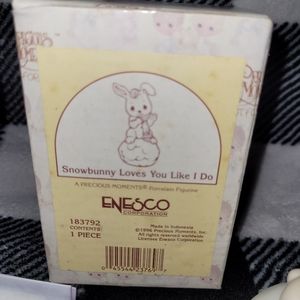 Snowbunny Loves You Like I Do
A PRECIOUS MOMENTS® Porcelain Figurine
ENESCO
CORPORATION
183792
CONTENTS
1 PIECE
Made in Indonesia
©1996 Precious Moments, Inc.
All rights reserved worldwide
Licensee Enesco Corporation